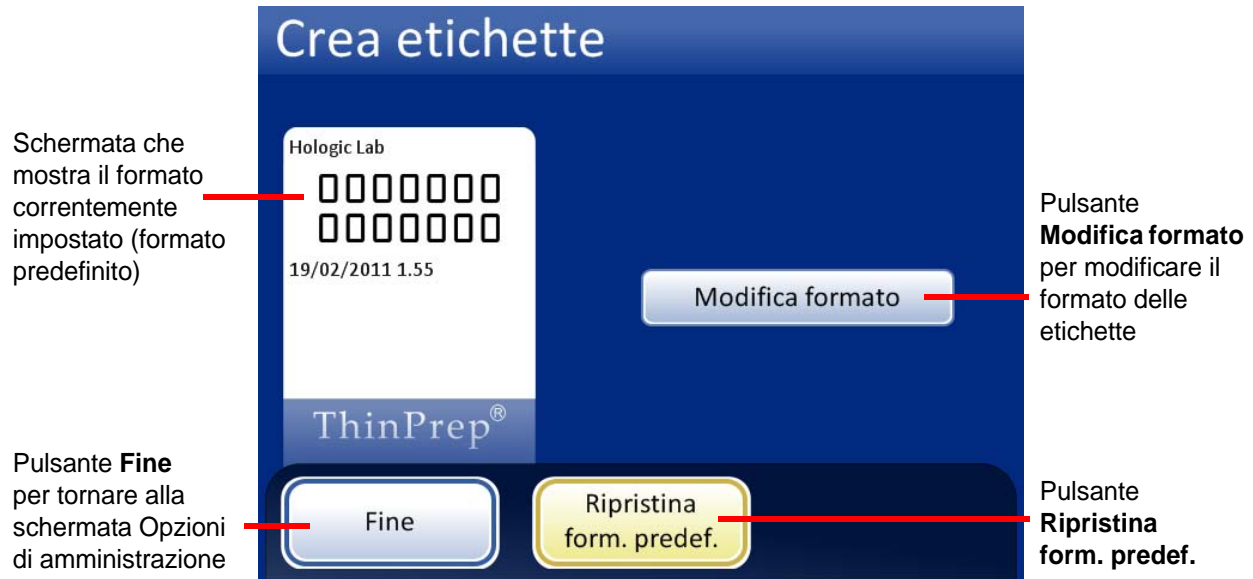 Crea etichette
Schermata che
mostra il formato
correntemente
impostato (formato
predefinito)
Hologic Lab
0000000
0000000
19/02/2011 1.55
ThinPrep®
Modifica formato
Pulsante
Modifica formato
per modificare il
formato delle
etichette
Pulsante Fine
per tornare alla
schermata Opzioni
di amministrazione
Fine
Ripristina
form. predef.
Pulsante
Ripristina
form. predef.